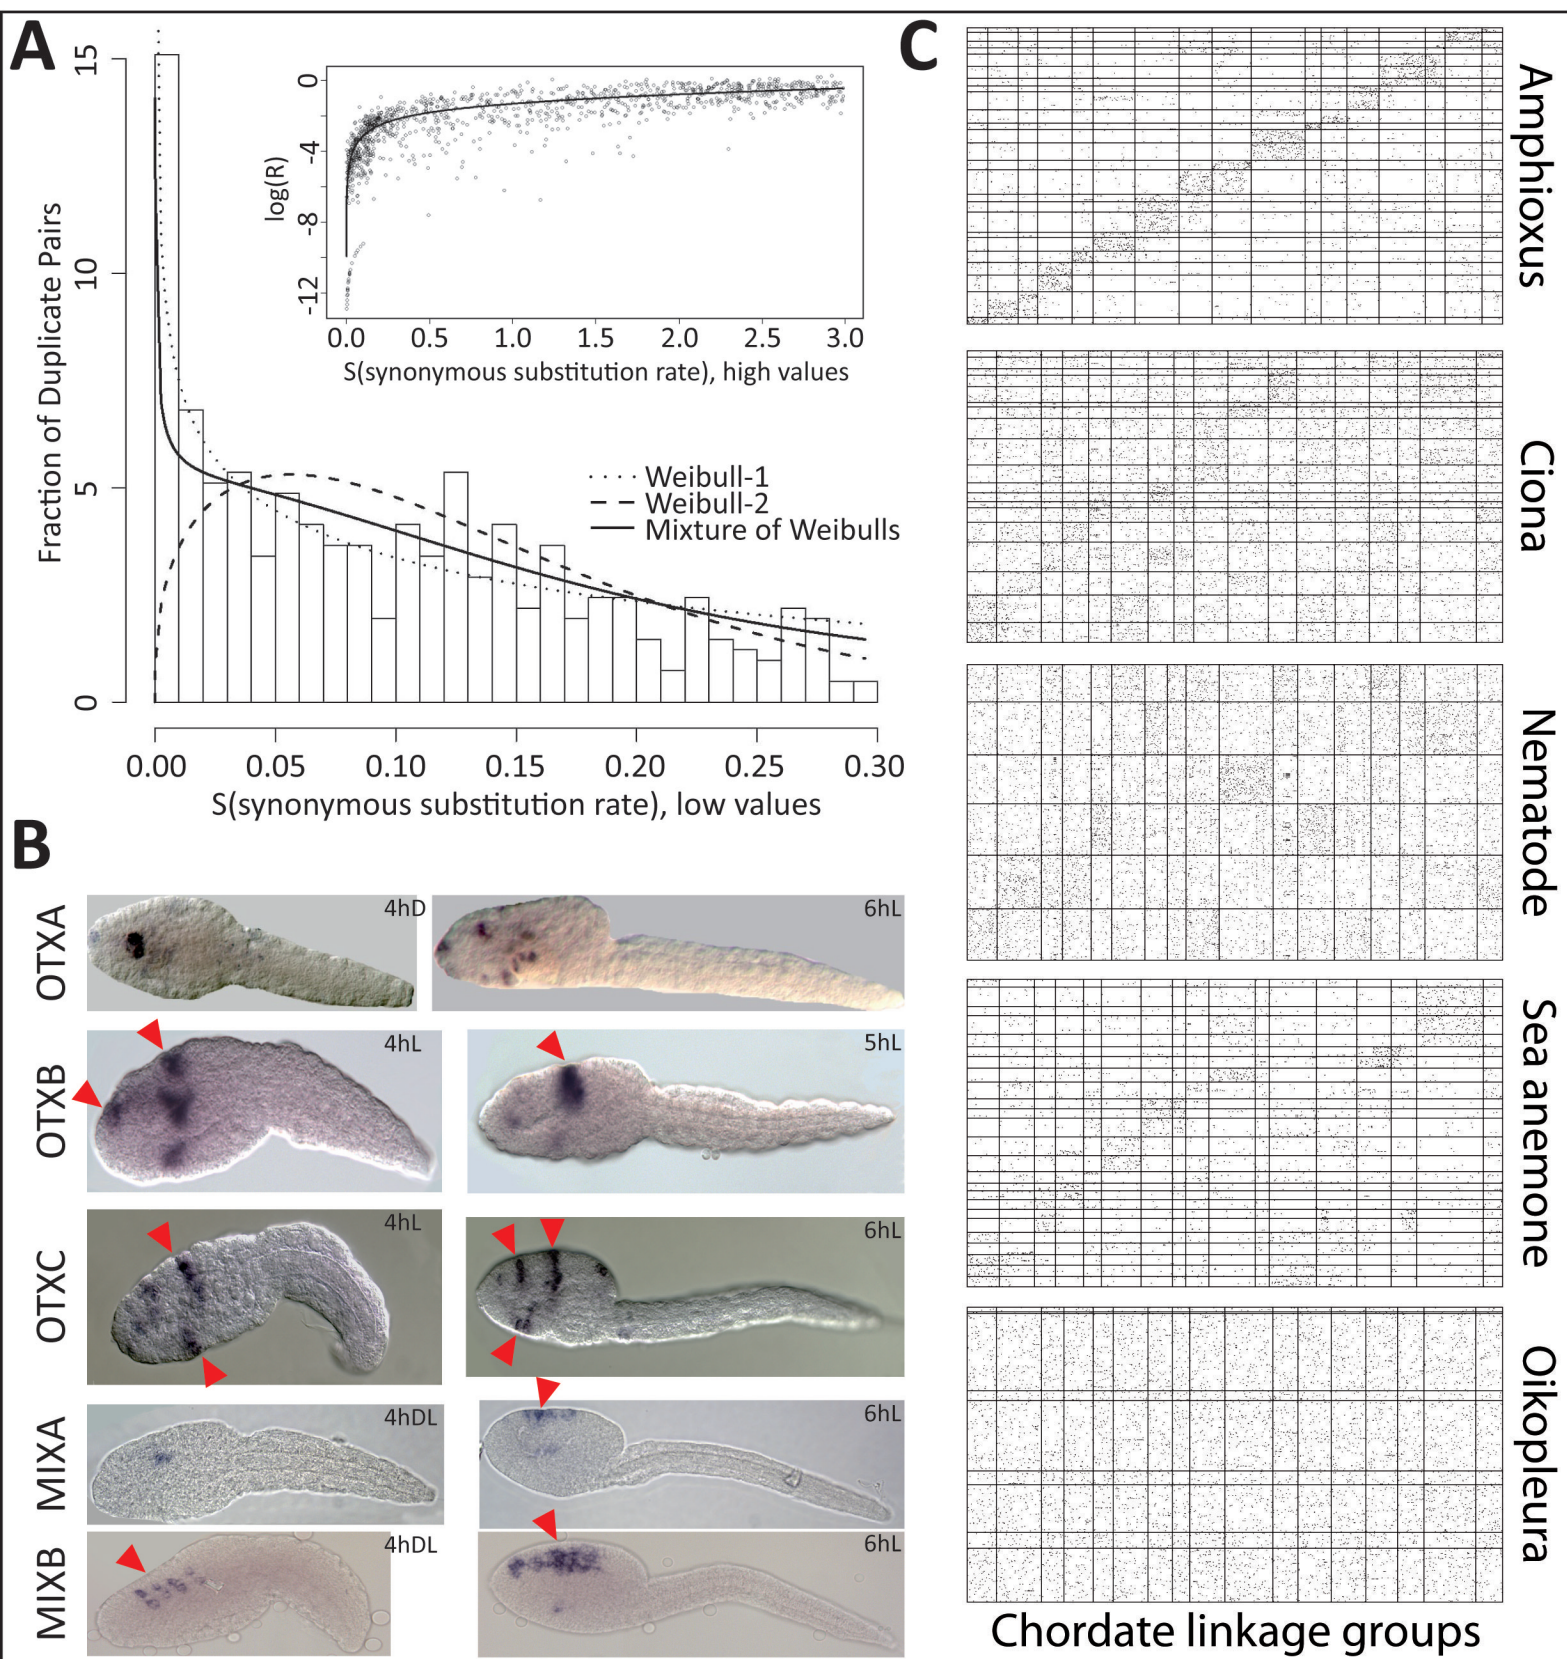 A
15
10
5
0
Fraction of Duplicate Pairs
0
-4
-8
-12
log(R)
0.0 0.5 1.0 1.5 2.0 2.5 3.0
S(synonymous substitution rate), high values
Weibull-1
Weibull-2
Mixture of Weibulls
0.00 0.05 0.10 0.15 0.20 0.25 0.30
S(synonymous substitution rate), low values
B
OTXA
4hD
6hL
OTXB
4hL
5hL
OTXC
4hL
6hL
MIXA
4hDL
6hL
MIXB
4hDL
6hL
C
Amphioxus
Ciona
Nematode
Sea anemone
Oikopleura
Chordate linkage groups